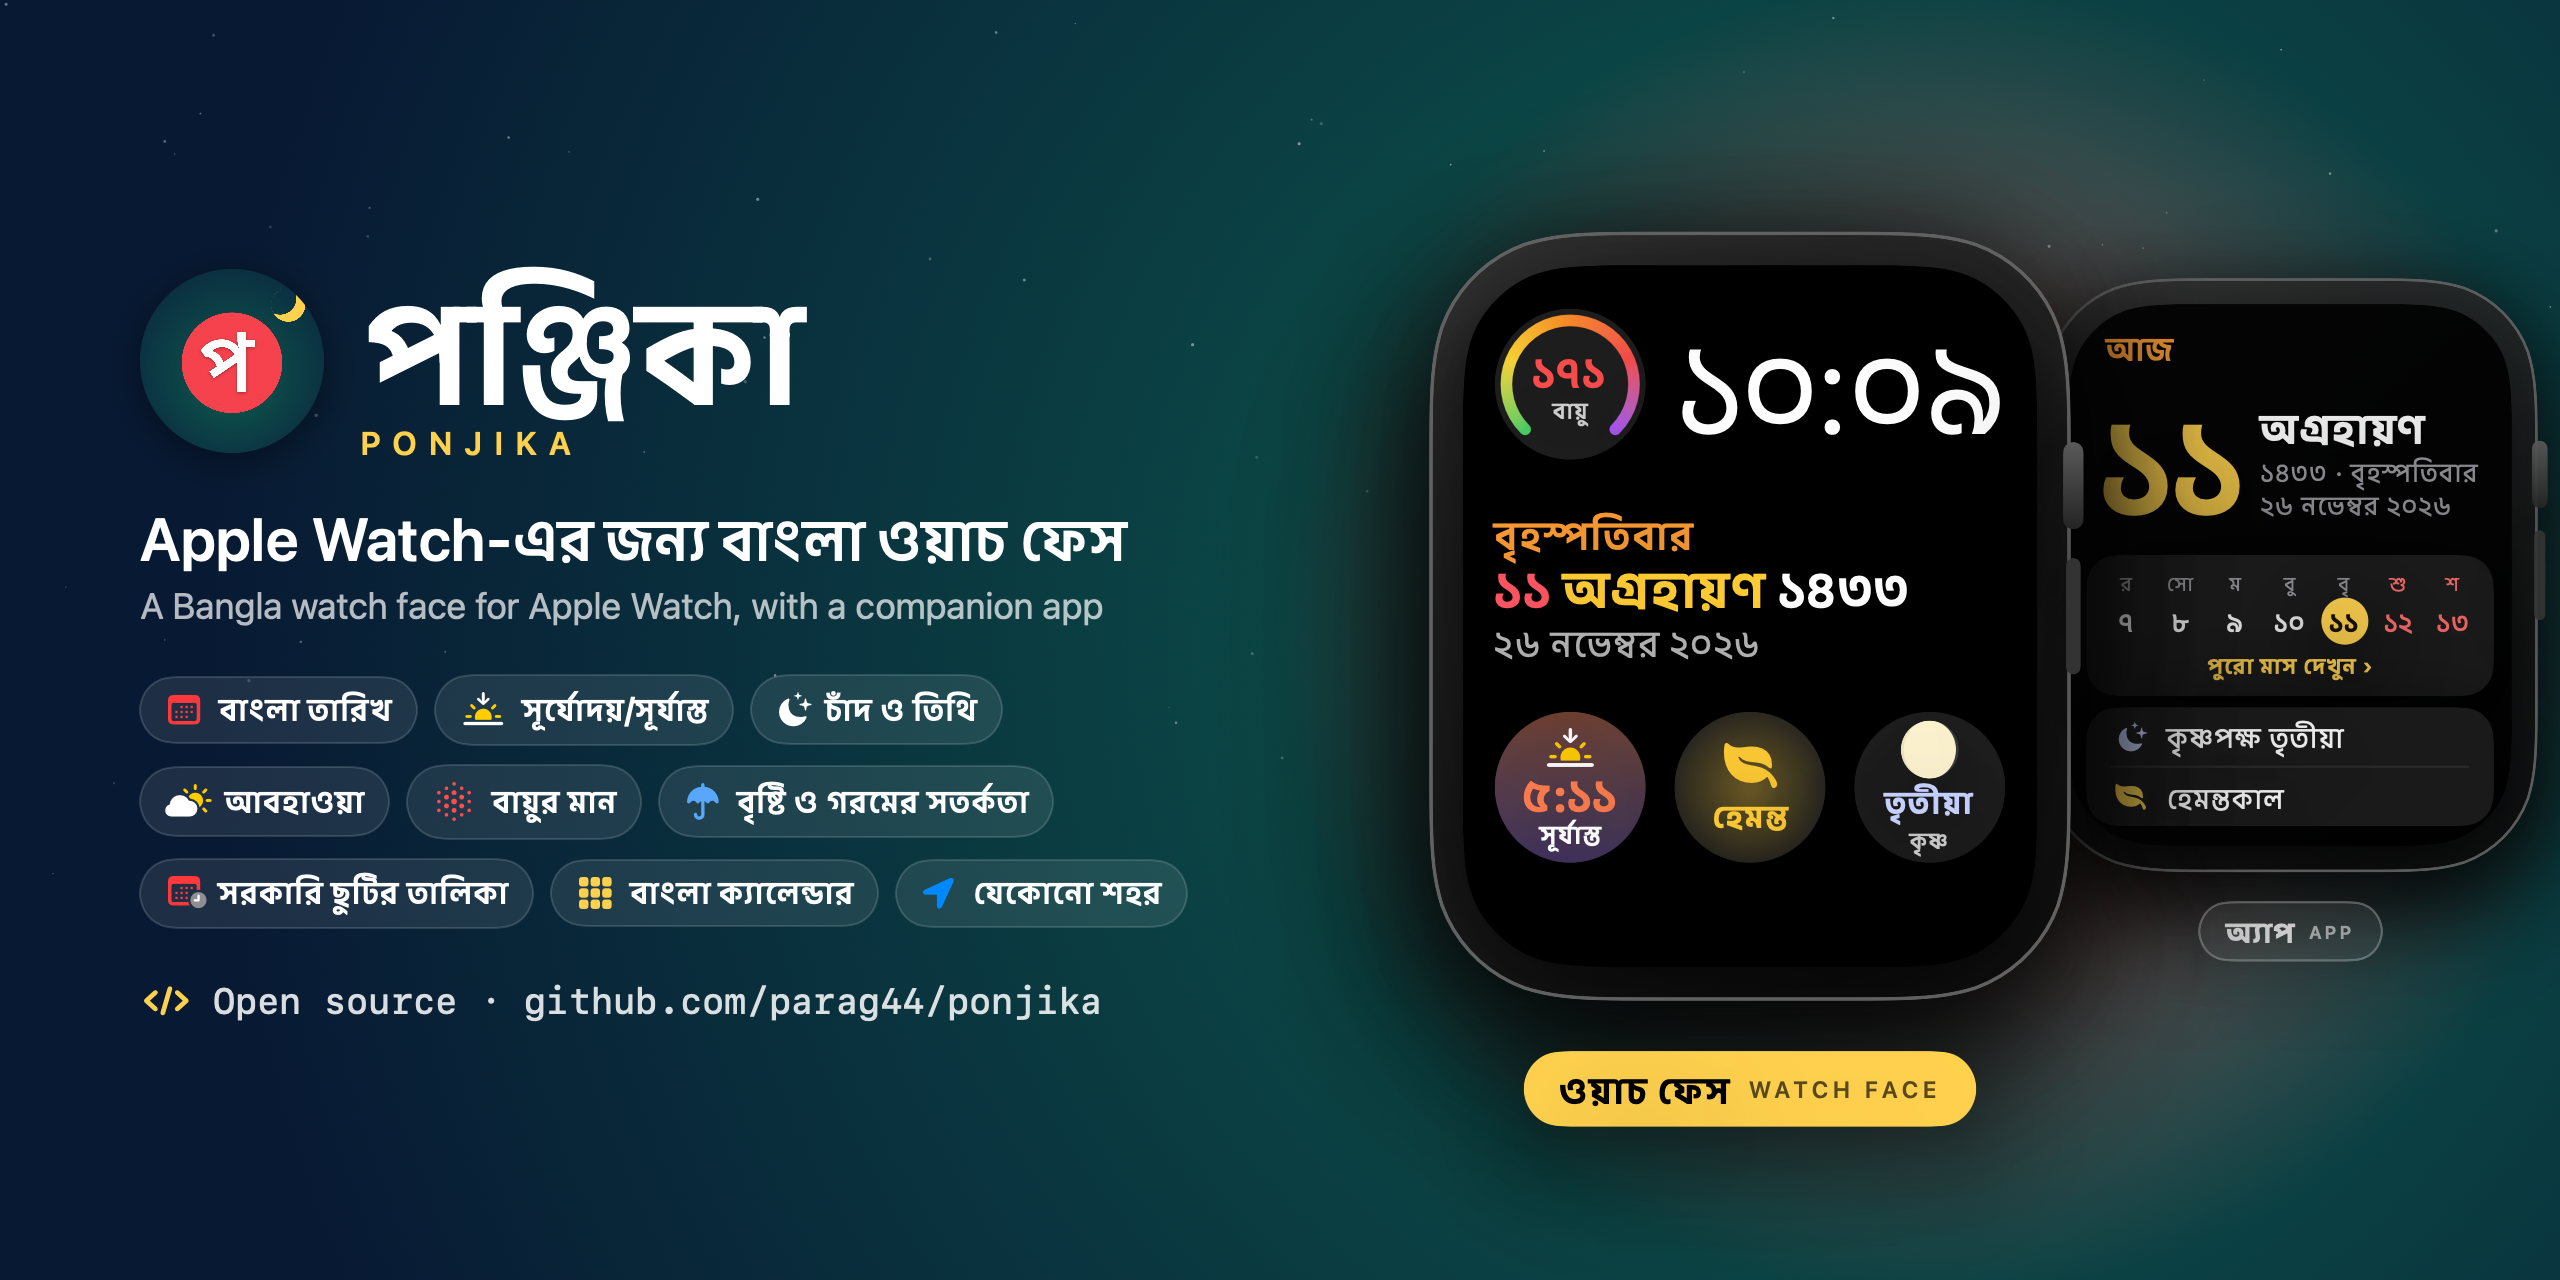 প
পঞ্জিকা
PONJIKA
Apple Watch-এর জন্য বাংলা ওয়াচ ফেস
A Bangla watch face for Apple Watch, with a companion app
বাংলা তারিখ
সূর্যোদয়/সূর্যাস্ত
চাঁদ ও তিথি
আবহাওয়া
বায়ুর মান
বৃষ্টি ও গরমের সতর্কতা
সরকারি ছুটির তালিকা
বাংলা ক্যালেন্ডার
যেকোনো শহর
</> Open source · github.com/parag44/ponjika
১৭১
বায়ু
১০:০৯
বৃহস্পতিবার
১১ অগ্রহায়ণ ১৪৩৩
২৬ নভেম্বর ২০২৬
৫:১১
সূর্যাস্ত
হেমন্ত
তৃতীয়া
কৃষ্ণ
ওয়াচ ফেস WATCH FACE
আজ
১১
অগ্রহায়ণ
১৪৩৩ · বৃহস্পতিবার
২৬ নভেম্বর ২০২৬
র সো ম বু বৃ শু শ
৭ ৮ ৯ ১০ ১১ ১২ ১৩
পুরো মাস দেখুন ›
কৃষ্ণপক্ষ তৃতীয়া
হেমন্তকাল
অ্যাপ APP